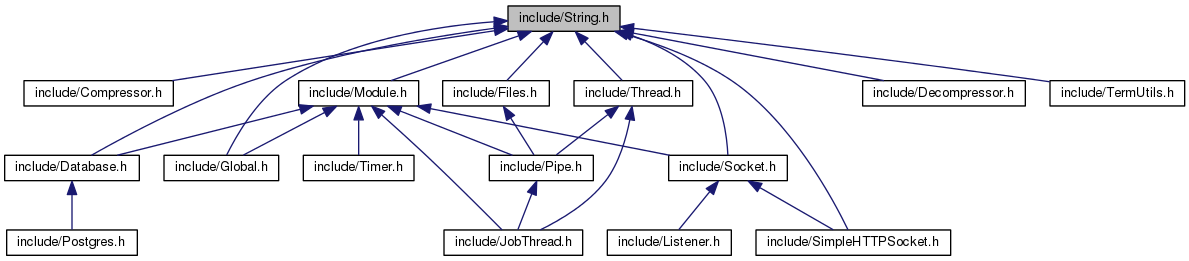 include/String.h
include/Compressor.h
include/Module.h
include/Files.h
include/Thread.h
include/Decompressor.h
include/TermUtils.h
include/Database.h
include/Global.h
include/Timer.h
include/Pipe.h
include/Socket.h
include/Postgres.h
include/JobThread.h
include/Listener.h
include/SimpleHTTPSocket.h